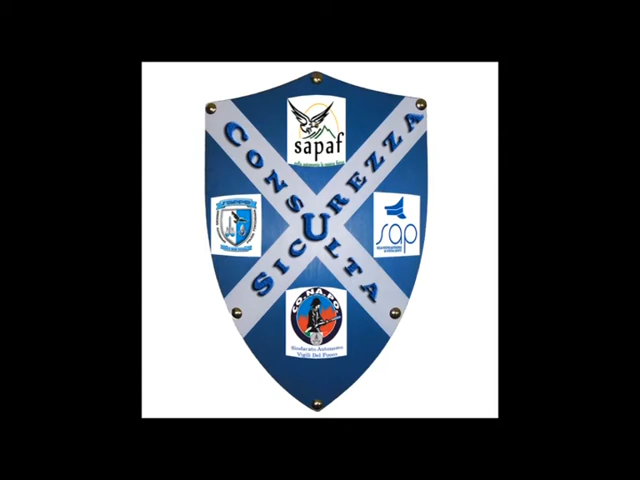 sapaf
CONSULTA
SICUREZZA
sap
CO.NA.PO.
Sindacato Autonomo
Vigili Del Fuoco